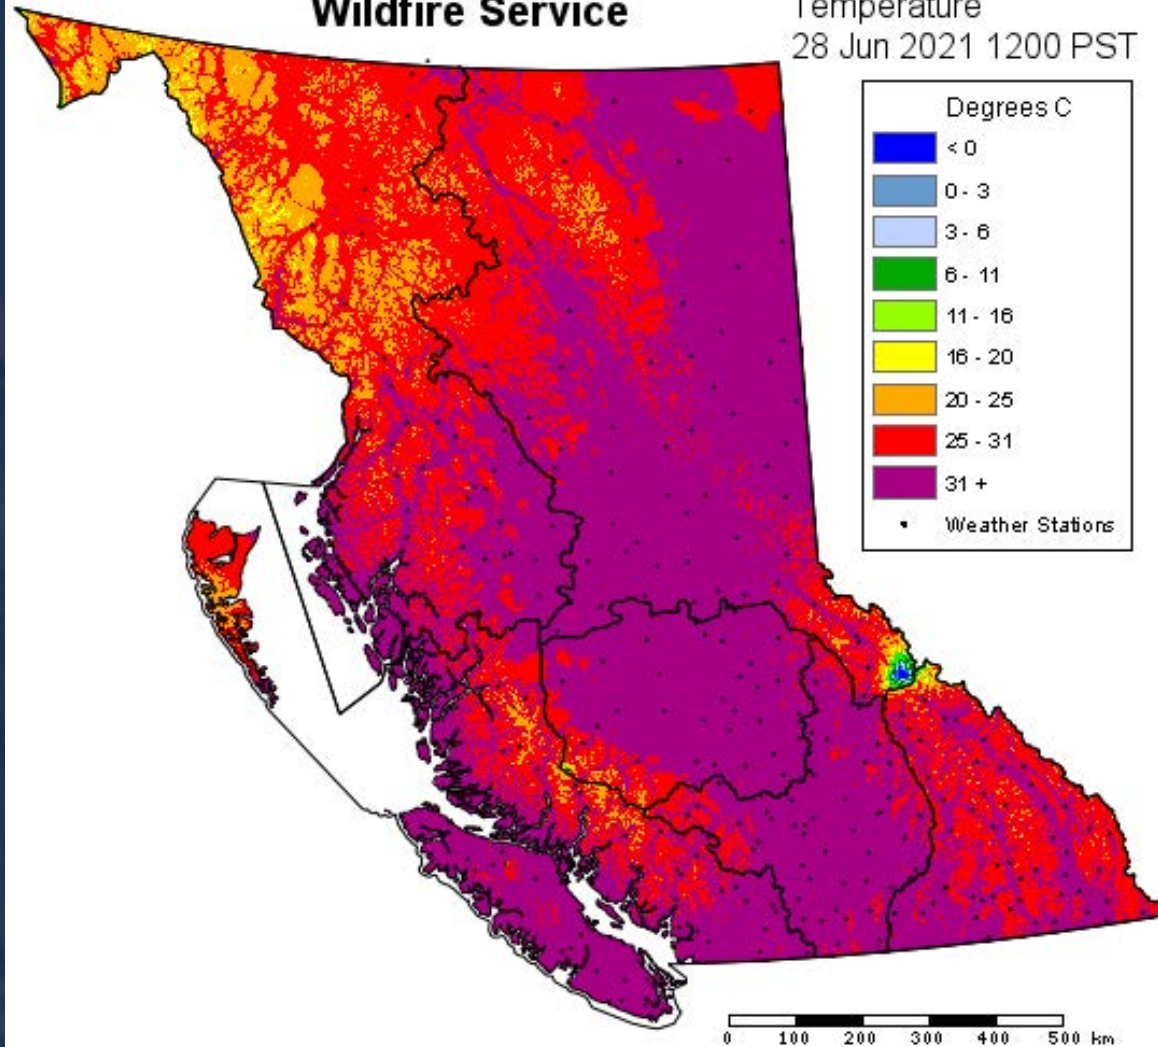 Wildfire Service
Temperature
28 Jun 2021 1200 PST
Degrees C
< 0
0 - 3
3 - 6
6 - 11
11 - 16
16 - 20
20 - 25
25 - 31
31 +
Weather Stations
0 100 200 300 400 500 km